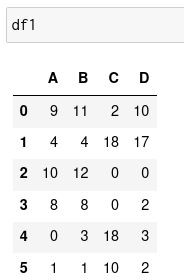 df1
A B C D
0 9 11 2 10
1 4 4 18 17
2 10 12 0 0
3 8 8 0 2
4 0 3 18 3
5 1 1 10 2